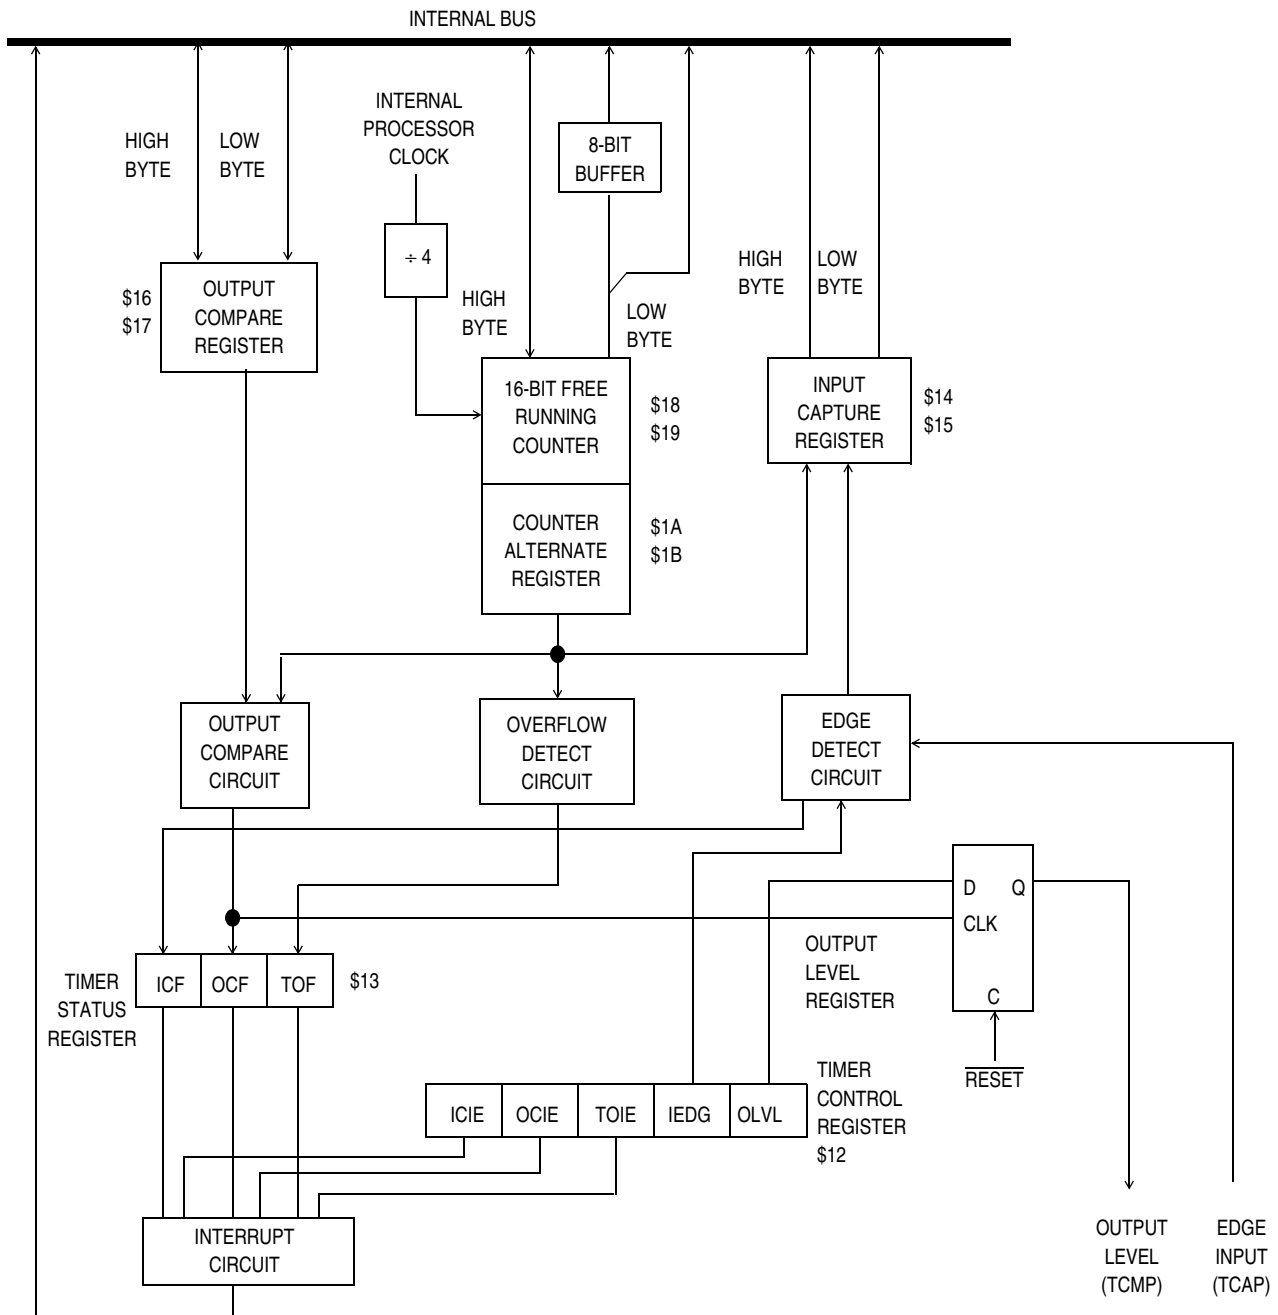 INTERNAL BUS
HIGH
BYTE
LOW
BYTE
INTERNAL
PROCESSOR
CLOCK
8-BIT
BUFFER
÷ 4
HIGH
BYTE
LOW
BYTE
HIGH
BYTE
LOW
BYTE
$16
$17
OUTPUT
COMPARE
REGISTER
16-BIT FREE
RUNNING
COUNTER
$18
$19
INPUT
CAPTURE
REGISTER
$14
$15
COUNTER
ALTERNATE
REGISTER
$1A
$1B
OUTPUT
COMPARE
CIRCUIT
OVERFLOW
DETECT
CIRCUIT
EDGE
DETECT
CIRCUIT
D Q
CLK
C
RESET
OUTPUT
LEVEL
REGISTER
TIMER
STATUS
REGISTER
ICF OCF TOF
$13
ICIE OCIE TOIE IEDG OLVL
TIMER
CONTROL
REGISTER
$12
INTERRUPT
CIRCUIT
OUTPUT
LEVEL
(TCMP)
EDGE
INPUT
(TCAP)